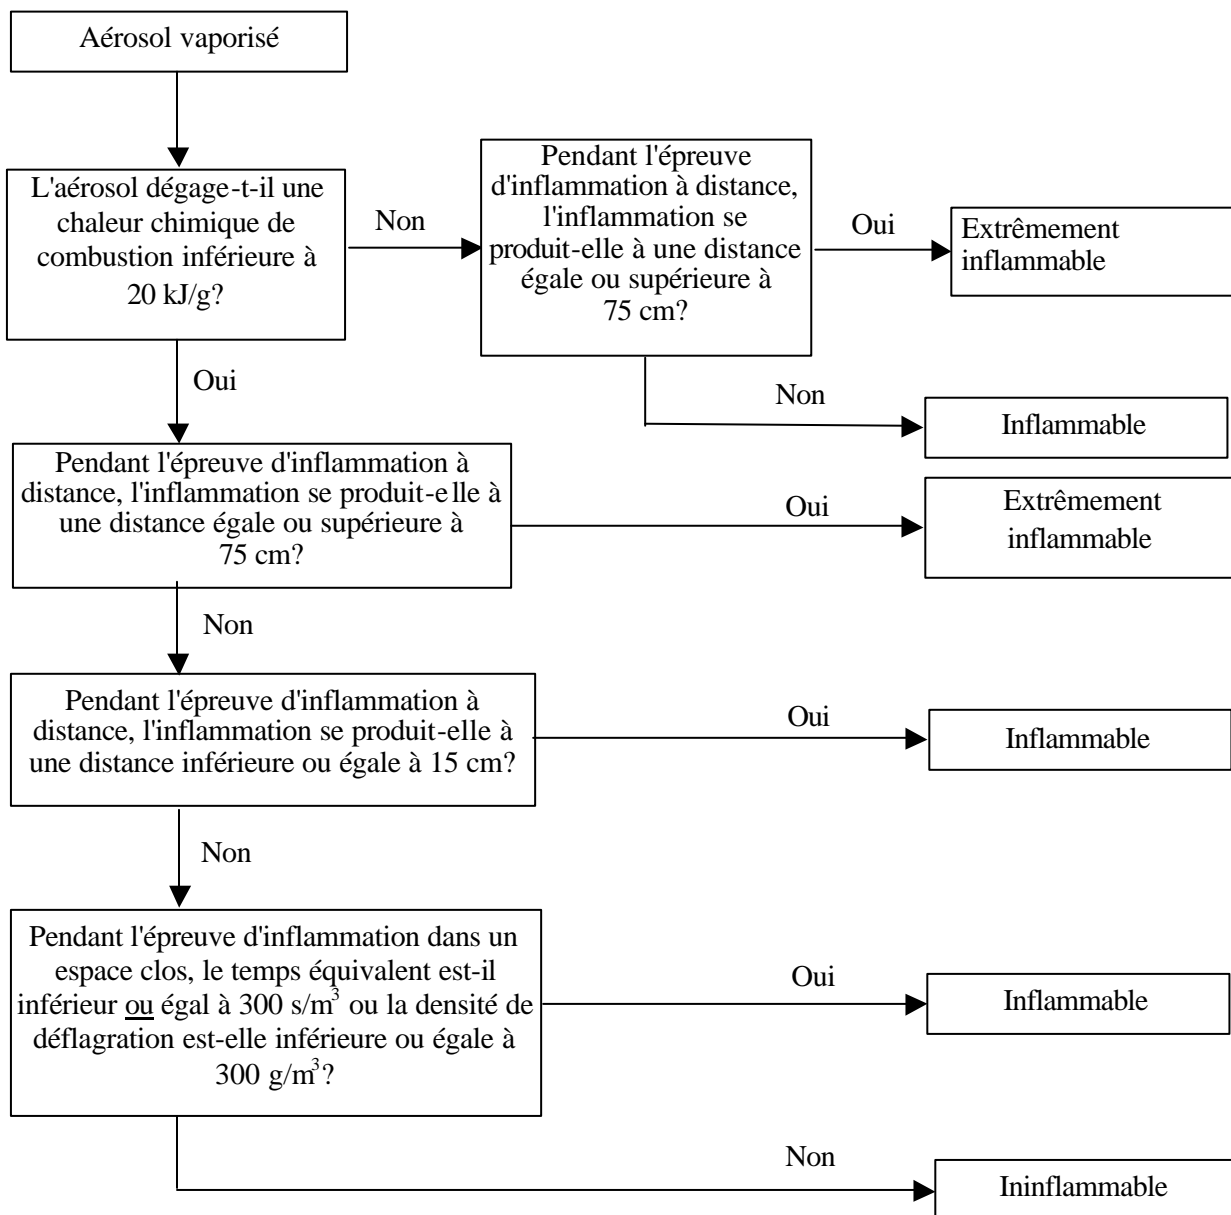 Aérosol vaporisé
L'aérosol dégage-t-il une
chaleur chimique de
combustion inférieure à
20 kJ/g?
Non
Pendant l'épreuve
d'inflammation à distance,
l'inflammation se
produit-elle à une distance
égale ou supérieure à
75 cm?
Oui
Extrêmement
inflammable
Non
Inflammable
Oui
Pendant l'épreuve d'inflammation à
distance, l'inflammation se produit-elle à
une distance égale ou supérieure à
75 cm?
Oui
Extrêmement
inflammable
Non
Pendant l'épreuve d'inflammation à
distance, l'inflammation se produit-elle à
une distance inférieure ou égale à 15 cm?
Oui
Inflammable
Non
Pendant l'épreuve d'inflammation dans un
espace clos, le temps équivalent est-il
inférieur ou égal à 300 s/m³ ou la densité de
déflagration est-elle inférieure ou égale à
300 g/m³?
Oui
Inflammable
Non
Ininflammable